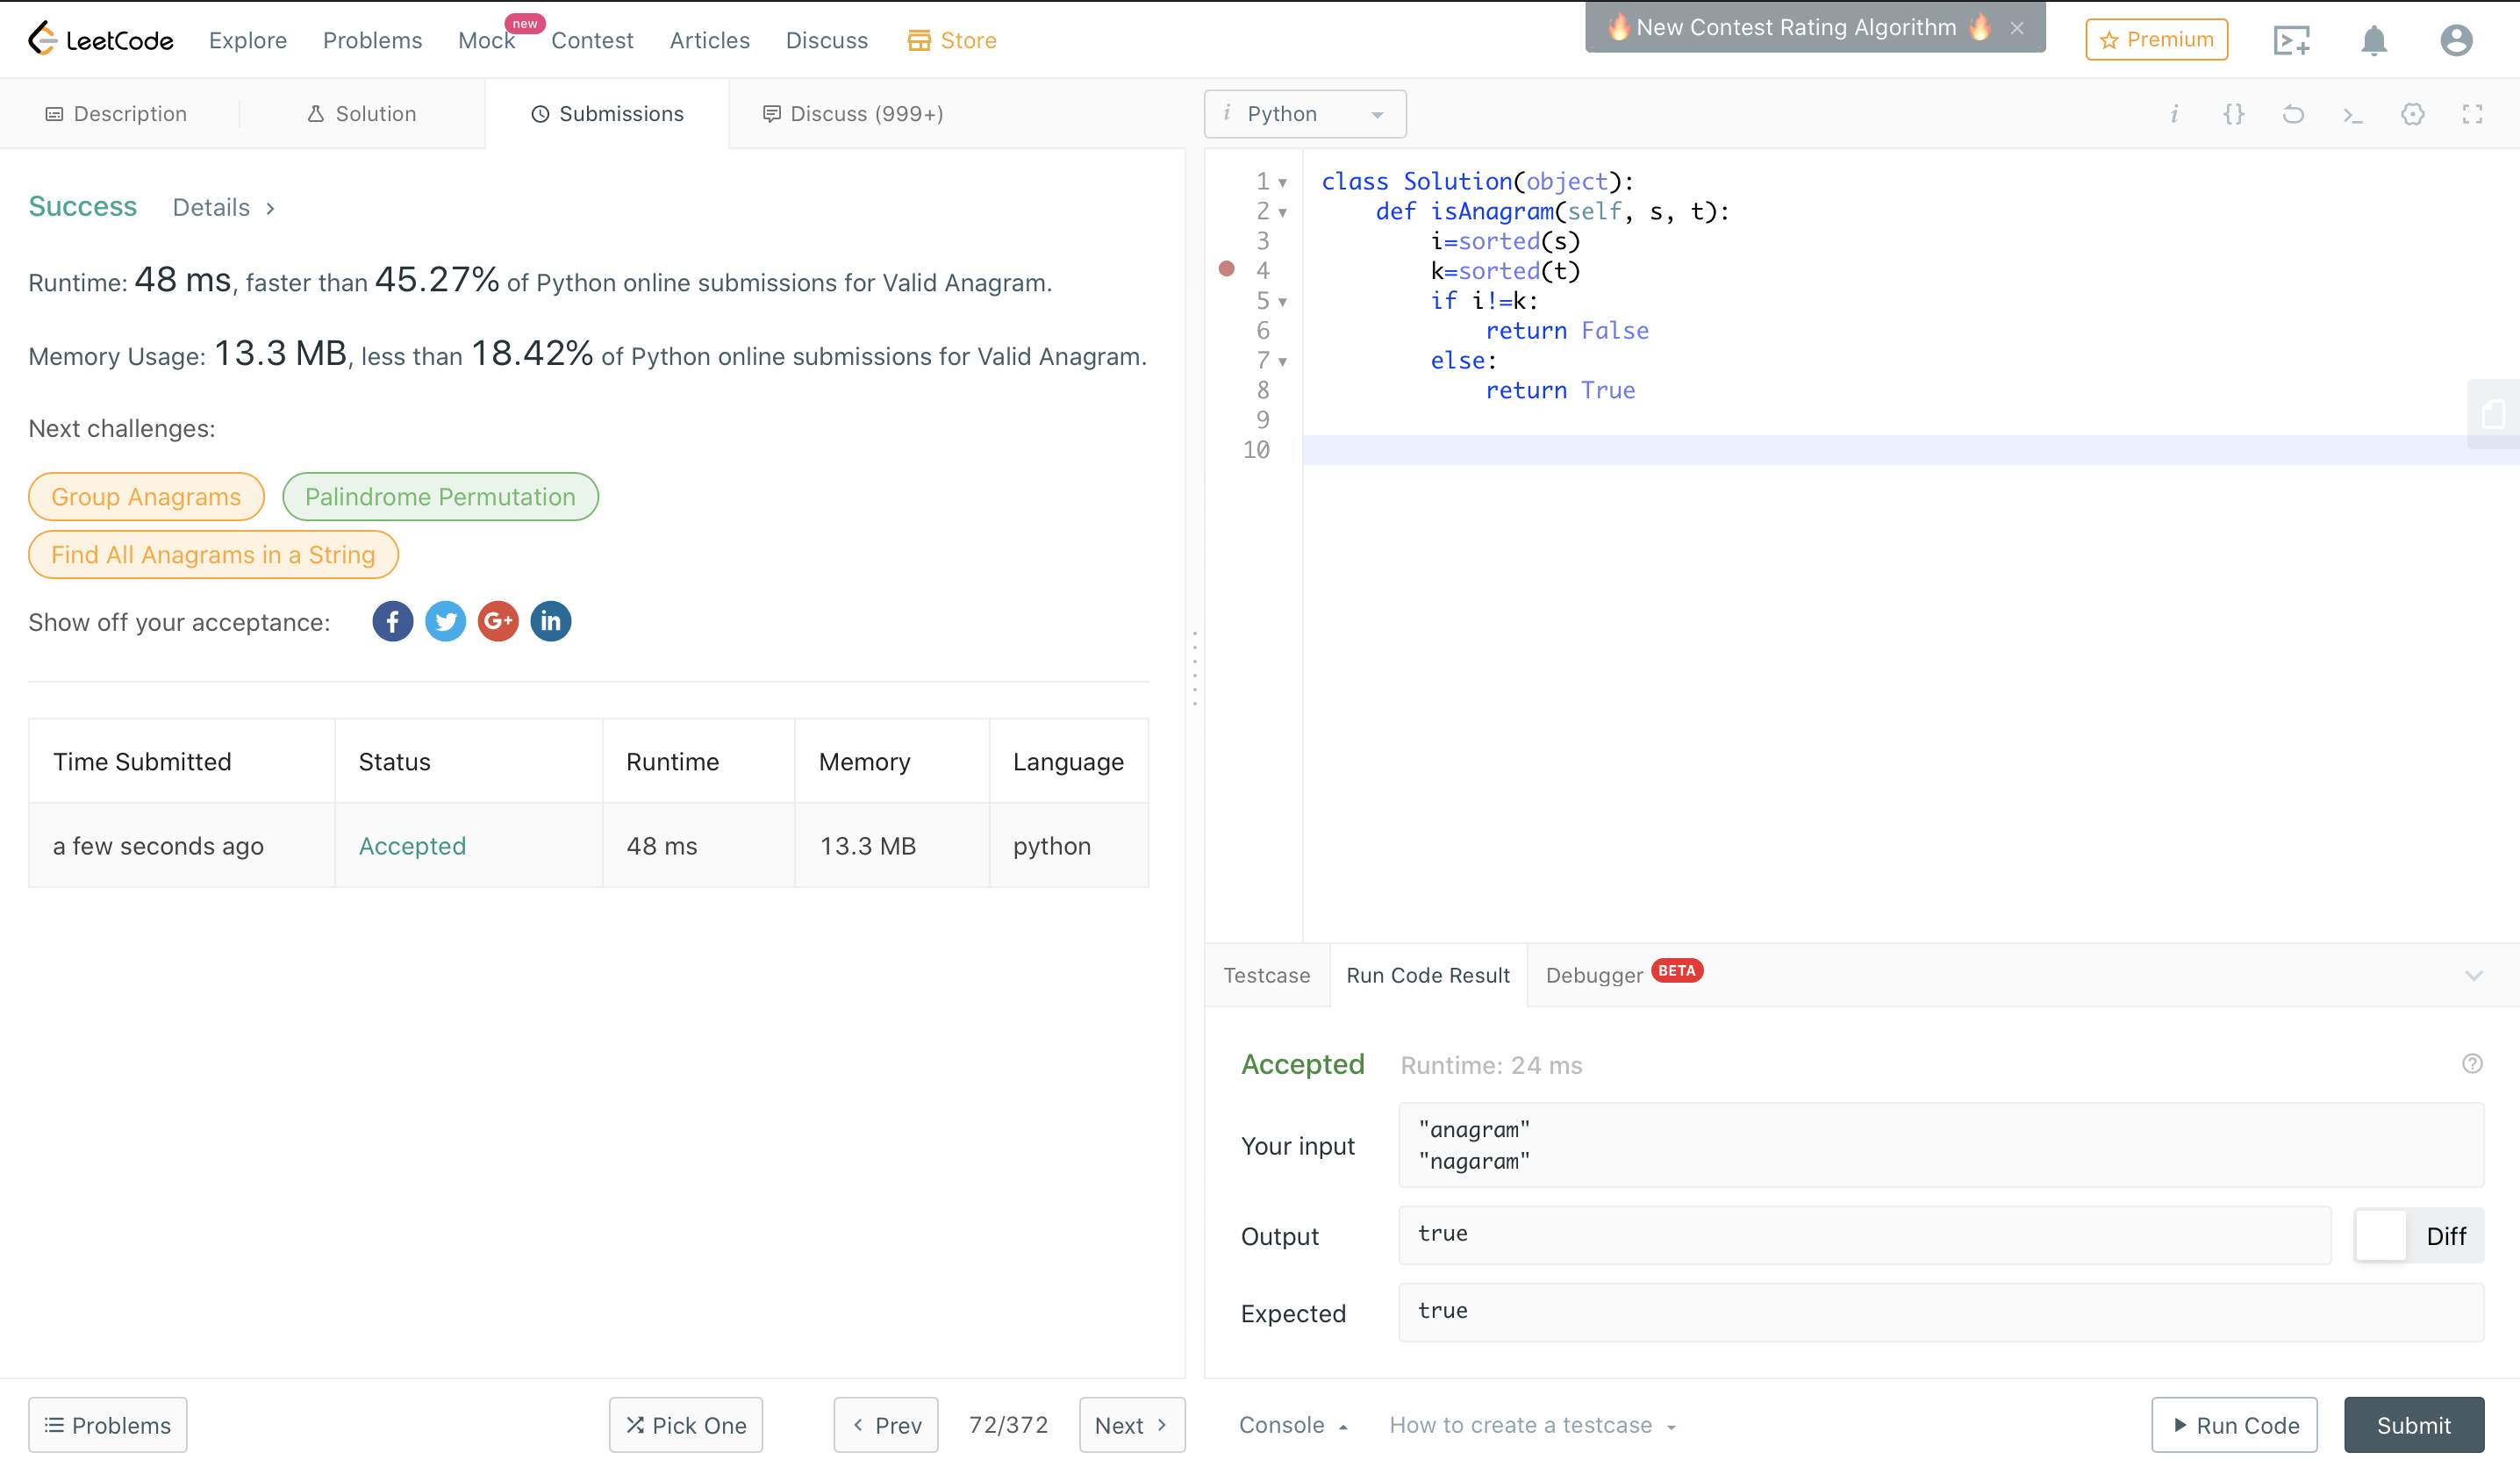 LeetCode Explore Problems Mock new Contest Articles Discuss Store 🔥 New Contest Rating Algorithm 🔥 × Premium
Description Solution Submissions Discuss (999+)
Success Details >
Runtime: 48 ms, faster than 45.27% of Python online submissions for Valid Anagram.
Memory Usage: 13.3 MB, less than 18.42% of Python online submissions for Valid Anagram.
Next challenges:
Group Anagrams Palindrome Permutation
Find All Anagrams in a String
Show off your acceptance: f G+ in
Time Submitted Status Runtime Memory Language
a few seconds ago Accepted 48 ms 13.3 MB python
Problems Pick One < Prev 72/372 Next >
i Python i {} >_
1 class Solution(object):
2     def isAnagram(self, s, t):
3         i=sorted(s)
4         k=sorted(t)
5         if i!=k:
6             return False
7         else:
8             return True
9
10
Testcase Run Code Result Debugger BETA
Accepted Runtime: 24 ms ?
Your input
"anagram"
"nagaram"
Output true Diff
Expected true
Console How to create a testcase Run Code Submit